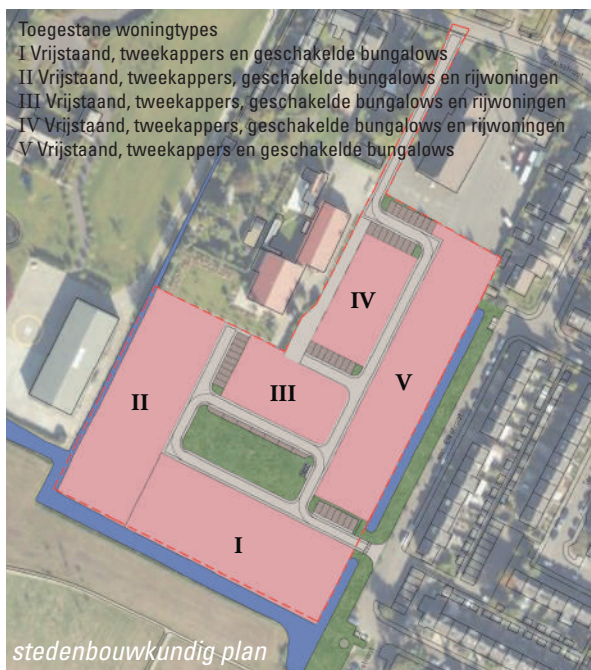 Toegestane woningtypes
I Vrijstaand, tweekappers en geschakelde bungalows
II Vrijstaand, tweekappers, geschakelde bungalows en rijwoningen
III Vrijstaand, tweekappers, geschakelde bungalows en rijwoningen
IV Vrijstaand, tweekappers, geschakelde bungalows en rijwoningen
V Vrijstaand, tweekappers en geschakelde bungalows
IV
V
III
II
I
stedenbouwkundig plan